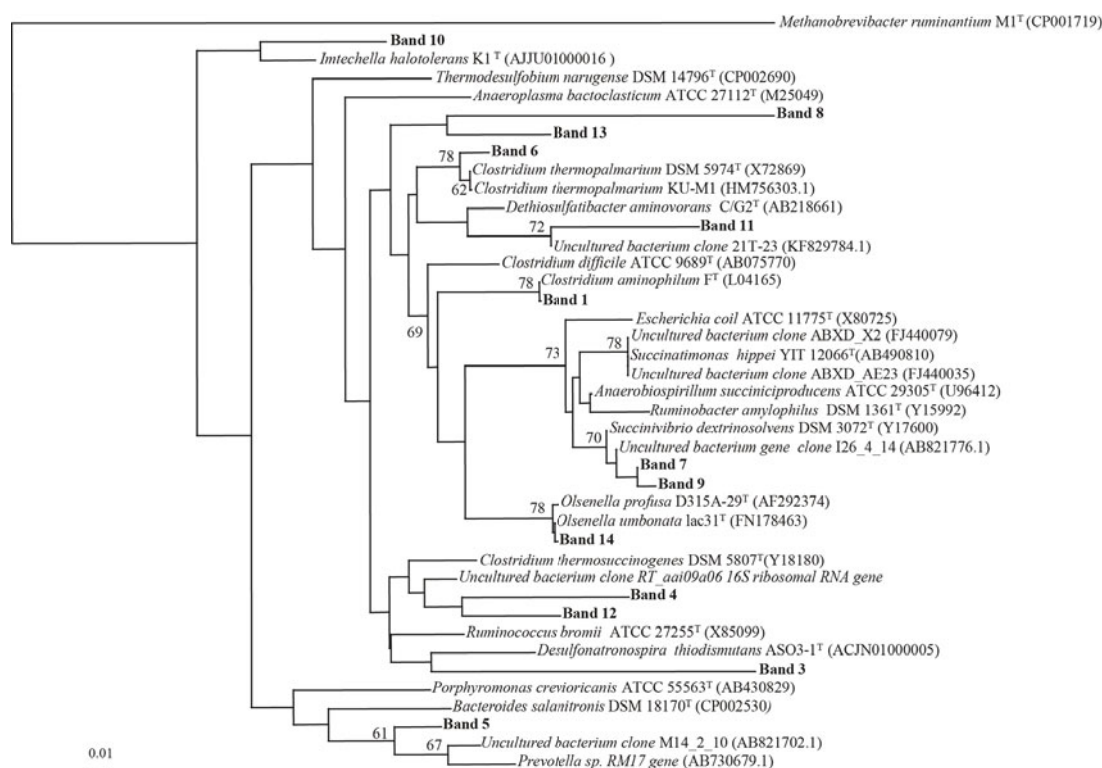 Methanobrevibacter ruminantium M1ᵀ (CP001719)
Band 10
Imtechella halotolerans K1ᵀ (AJJU01000016 )
Thermodesulfobium narugense DSM 14796ᵀ (CP002690)
Anaeroplasma bactoclasticum ATCC 27112ᵀ (M25049)
Band 8
Band 13
78 Band 6
Clostridium thermopalmarium DSM 5974ᵀ (X72869)
62 Clostridium thermopalmarium KU-M1 (HM756303.1)
Dethiosulfatibacter aminovorans C/G2ᵀ (AB218661)
72 Band 11
Uncultured bacterium clone 21T-23 (KF829784.1)
Clostridium difficile ATCC 9689ᵀ (AB075770)
78 Clostridium aminophilum Fᵀ (L04165)
Band 1
69
Escherichia coil ATCC 11775ᵀ (X80725)
Uncultured bacterium clone ABXD_X2 (FJ440079)
73 78 Succinatimonas hippei YIT 12066ᵀ(AB490810)
Uncultured bacterium clone ABXD_AE23 (FJ440035)
Anaerobiospirillum succiniciproducens ATCC 29305ᵀ (U96412)
Ruminobacter amylophilus DSM 1361ᵀ (Y15992)
Succinivibrio dextrinosolvens DSM 3072ᵀ (Y17600)
70 Uncultured bacterium gene clone I26_4_14 (AB821776.1)
Band 7
Band 9
78 Olsenella profusa D315A-29ᵀ (AF292374)
Olsenella umbonata lac31ᵀ (FN178463)
Band 14
Clostridium thermosuccinogenes DSM 5807ᵀ(Y18180)
Uncultured bacterium clone RT_aai09a06 16S ribosomal RNA gene
Band 4
Band 12
Ruminococcus bromii ATCC 27255ᵀ (X85099)
Desulfonatronospira thiodismutans ASO3-1ᵀ (ACJN01000005)
Band 3
Porphyromonas crevioricanis ATCC 55563ᵀ (AB430829)
Bacteroides salanitronis DSM 18170ᵀ (CP002530)
61 Band 5
67 Uncultured bacterium clone M14_2_10 (AB821702.1)
Prevotella sp. RM17 gene (AB730679.1)
0.01